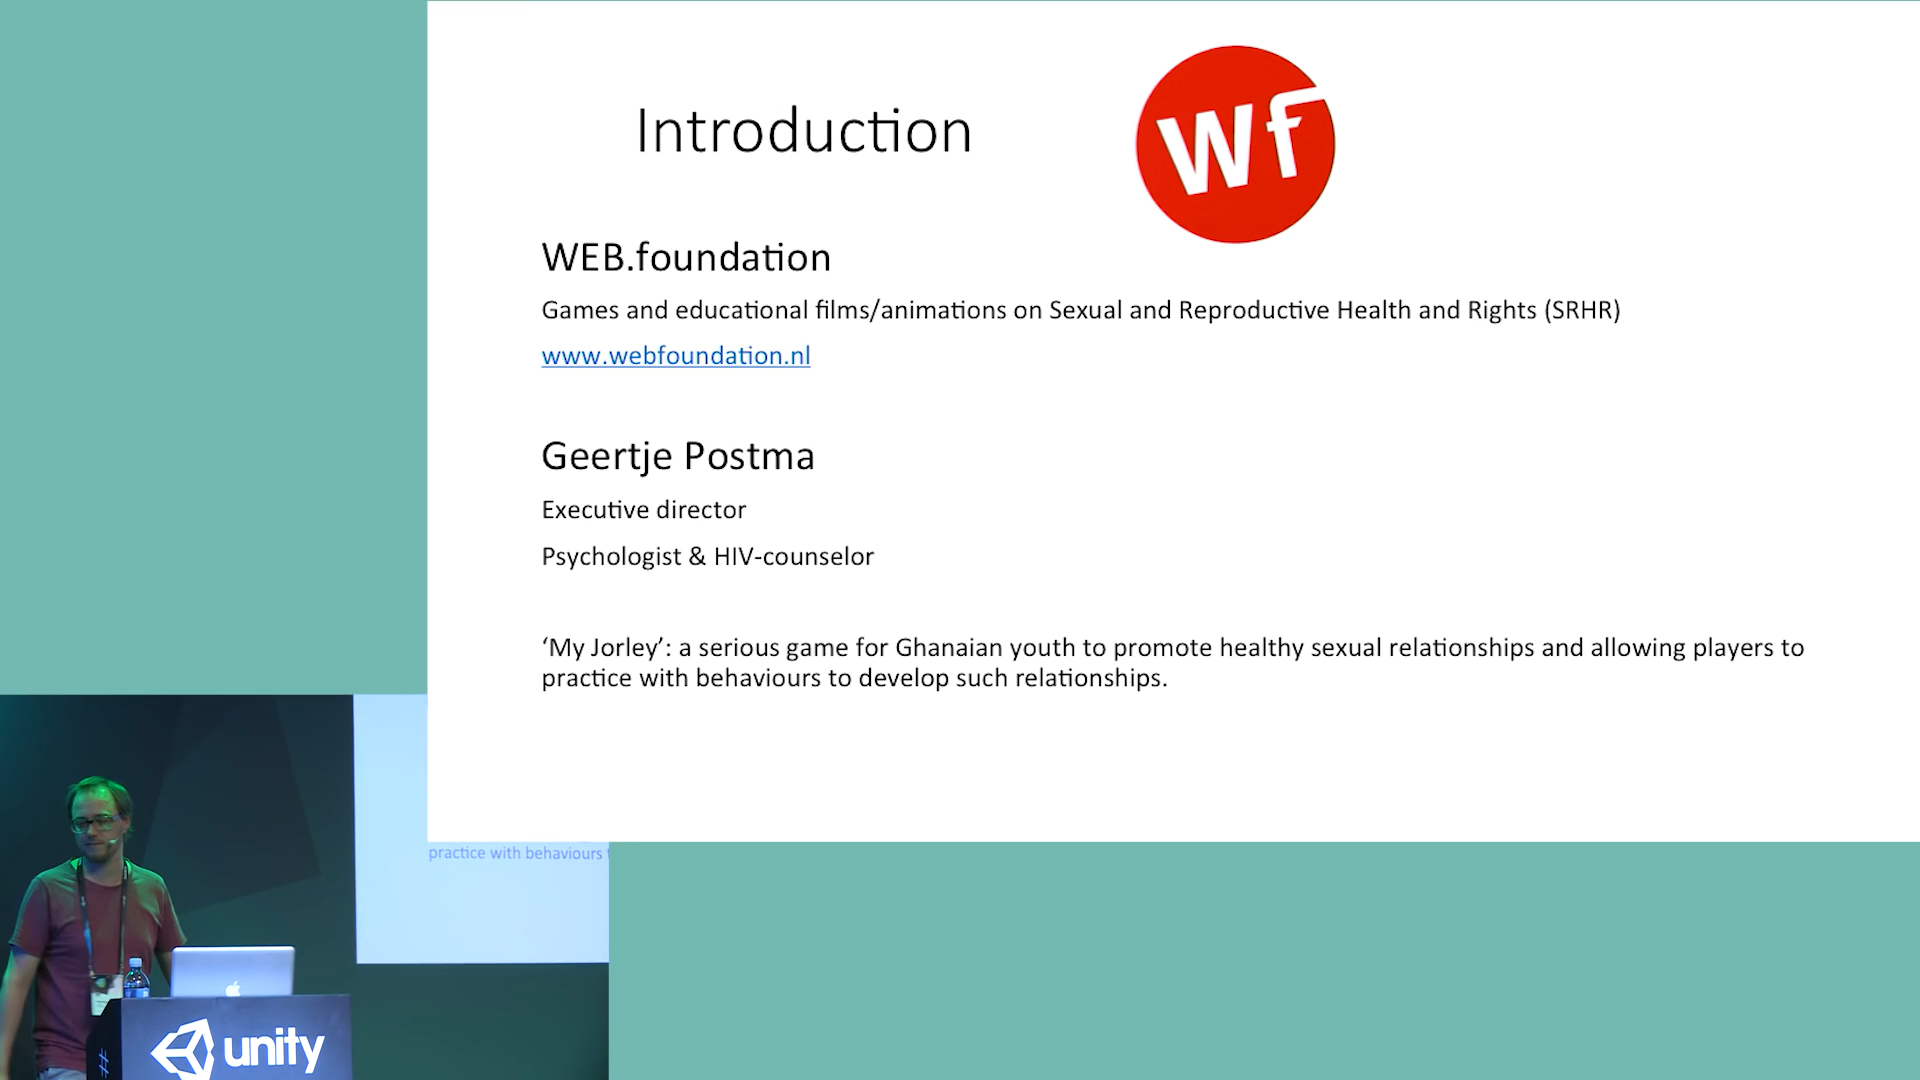 Introduction
Wf
WEB.foundation
Games and educational films/animations on Sexual and Reproductive Health and Rights (SRHR)
www.webfoundation.nl
Geertje Postma
Executive director
Psychologist & HIV-counselor
‘My Jorley’: a serious game for Ghanaian youth to promote healthy sexual relationships and allowing players to
practice with behaviours to develop such relationships.
practice with behaviours
#
unity